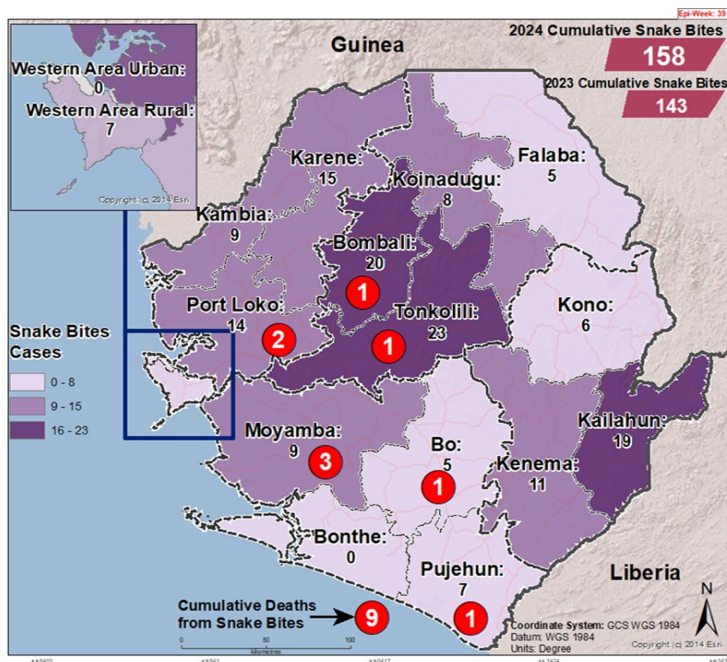 Epi-Week: 39
Guinea
2024 Cumulative Snake Bites
158
2023 Cumulative Snake Bites
143
Western Area Urban:
0
Western Area Rural:
7
Copyright (c) 2014 Esri
Karene:
15
Koinadugu:
8
Falaba:
5
Kambia:
9
Bombali:
20
1
Port Loko:
14
2
Tonkolili:
23
1
Kono:
6
Snake Bites
Cases
0 - 8
9 - 15
16 - 23
Moyamba:
9
3
Bo:
5
1
Kenema:
11
Kailahun:
19
Bonthe:
0
Pujehun:
7
1
Liberia
Cumulative Deaths
from Snake Bites
9
N
0 50 100
kilometres
Coordinate System: GCS WGS 1984
Datum: WGS 1984
Units: Degree
Copyright (c) 2014 Esri